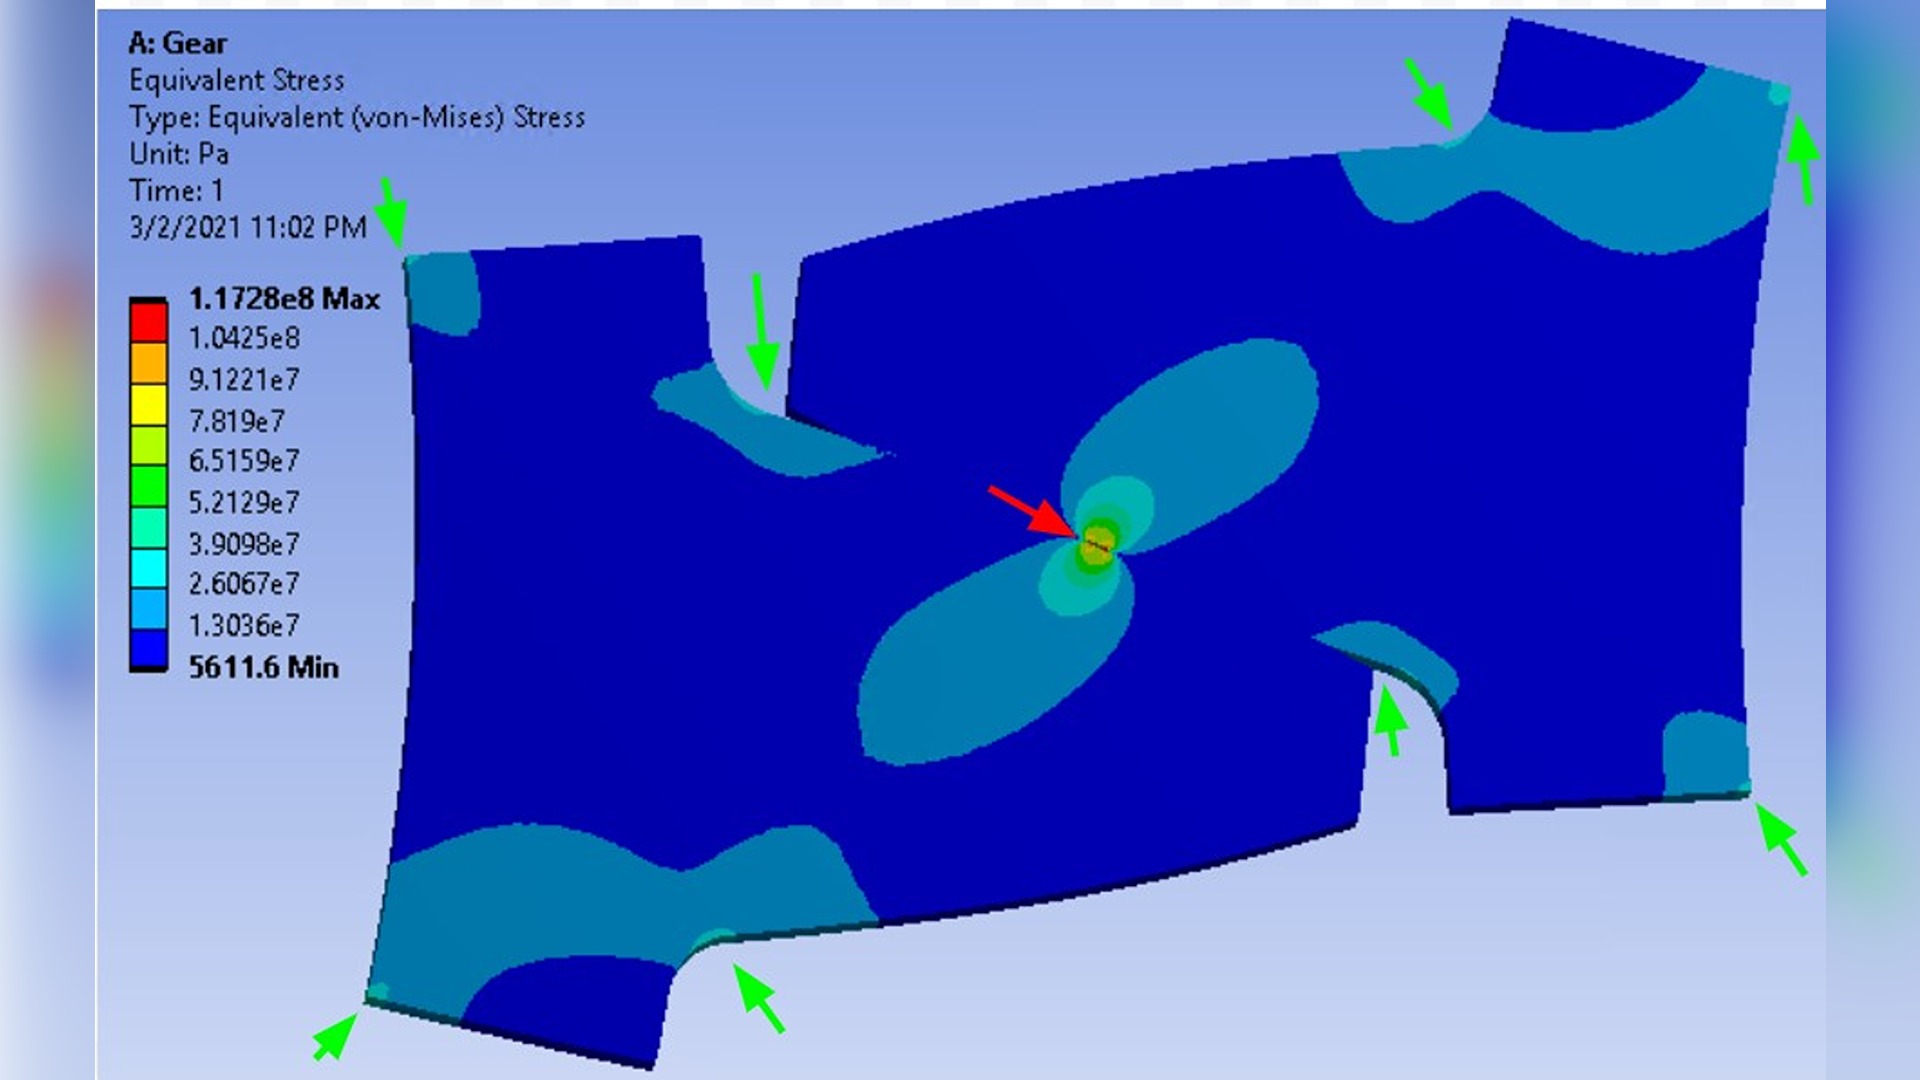 A: Gear
Equivalent Stress
Type: Equivalent (von-Mises) Stress
Unit: Pa
Time: 1
3/2/2021 11:02 PM
1.1728e8 Max
1.0425e8
9.1221e7
7.819e7
6.5159e7
5.2129e7
3.9098e7
2.6067e7
1.3036e7
5611.6 Min